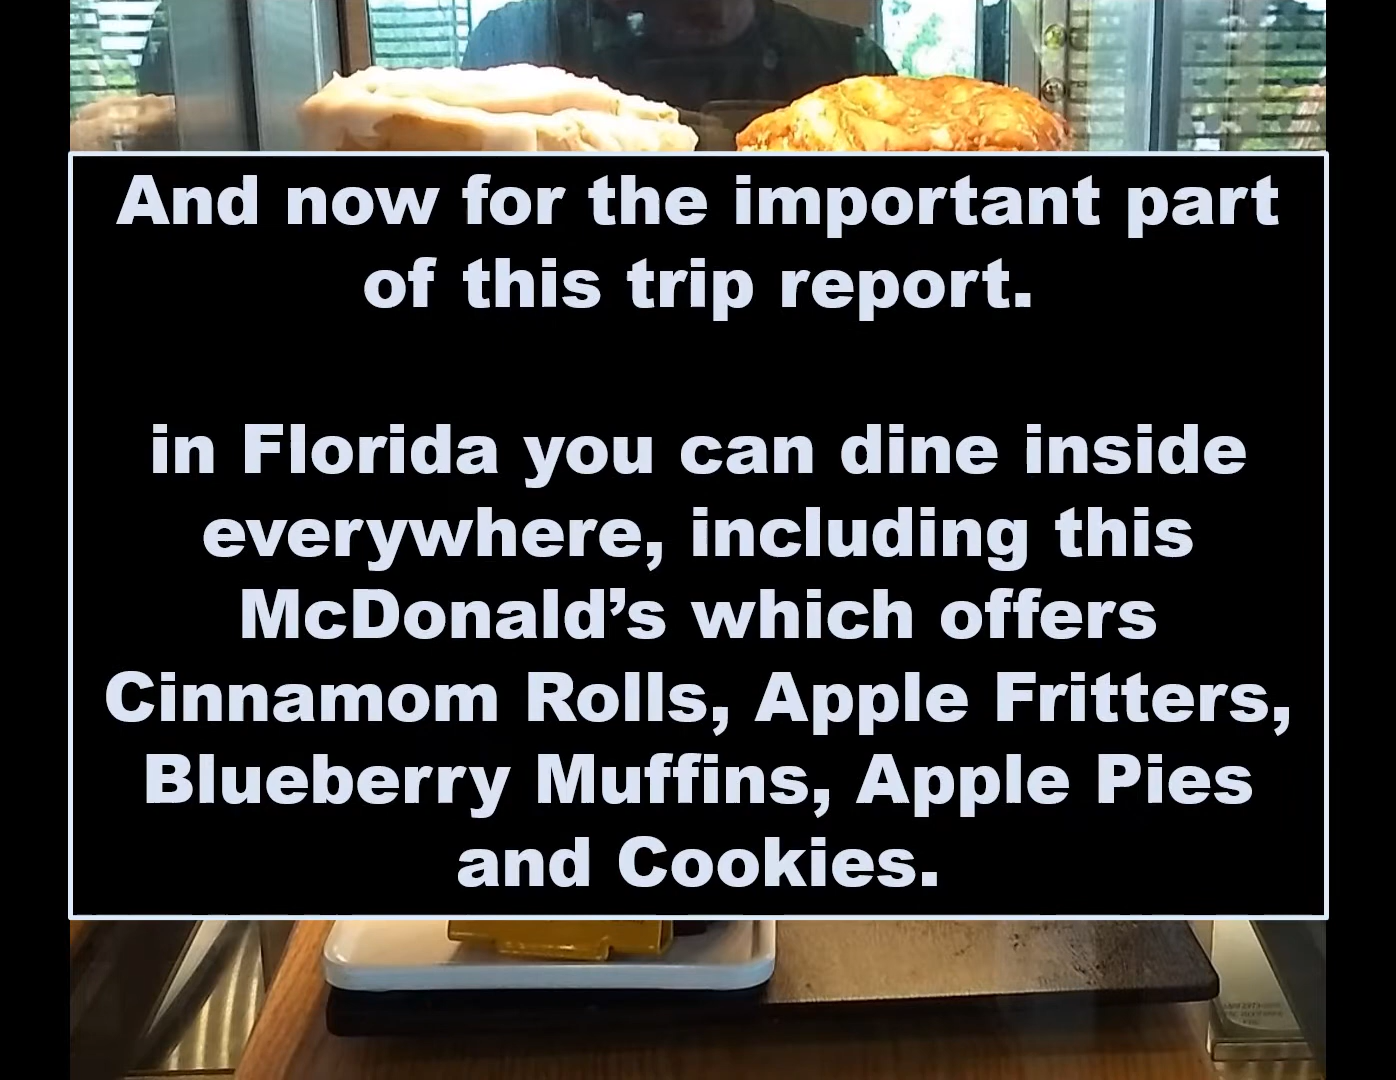 And now for the important part
of this trip report.
in Florida you can dine inside
everywhere, including this
McDonald’s which offers
Cinnamom Rolls, Apple Fritters,
Blueberry Muffins, Apple Pies
and Cookies.